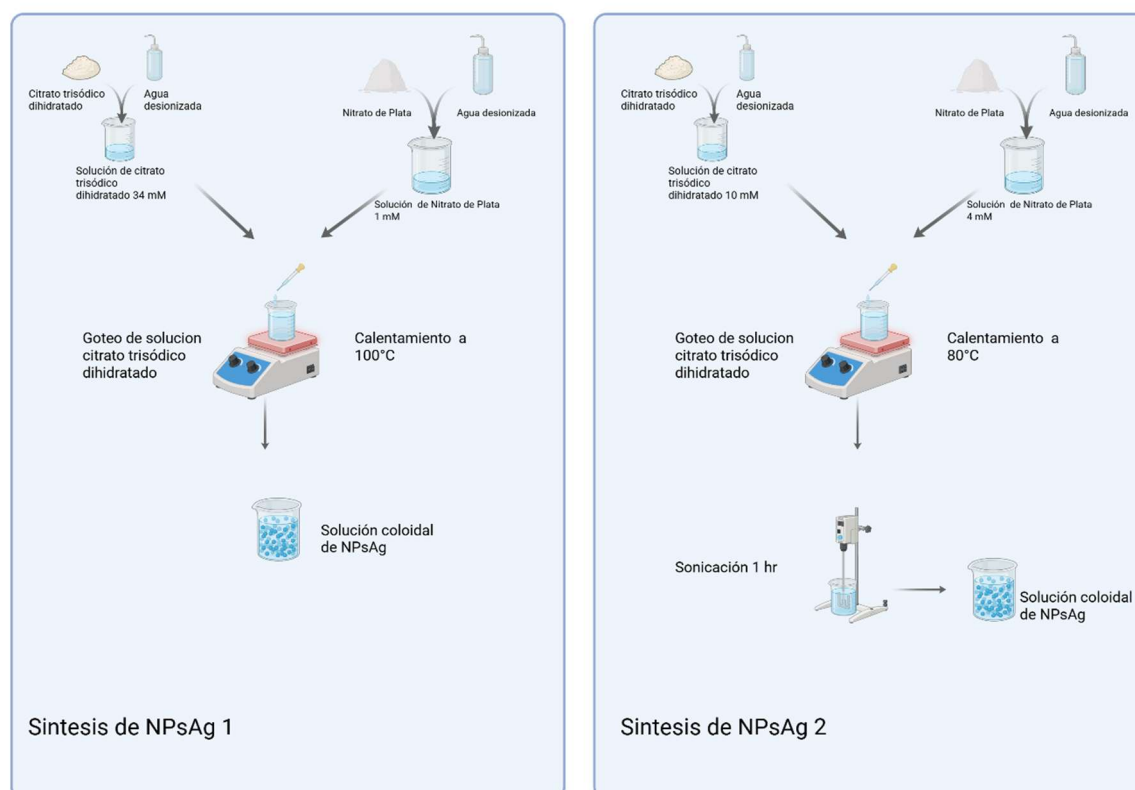 Citrato trisódico
dihidratado
Agua
desionizada
Nitrato de Plata
Agua desionizada
Solución de citrato
trisódico
dihidratado 34 mM
Solución  de Nitrato de Plata
1 mM
Goteo de solucion
citrato trisódico
dihidratado
Calentamiento  a
100°C
Solución coloidal
de NPsAg
Sintesis de NPsAg 1
Citrato trisódico
dihidratado
Agua
desionizada
Nitrato de Plata
Agua desionizada
Solución de citrato
trisódico
dihidratado 10 mM
Solución  de Nitrato de Plata
4 mM
Goteo de solucion
citrato trisódico
dihidratado
Calentamiento  a
80°C
Sonicación 1 hr
Solución coloidal
de NPsAg
Sintesis de NPsAg 2